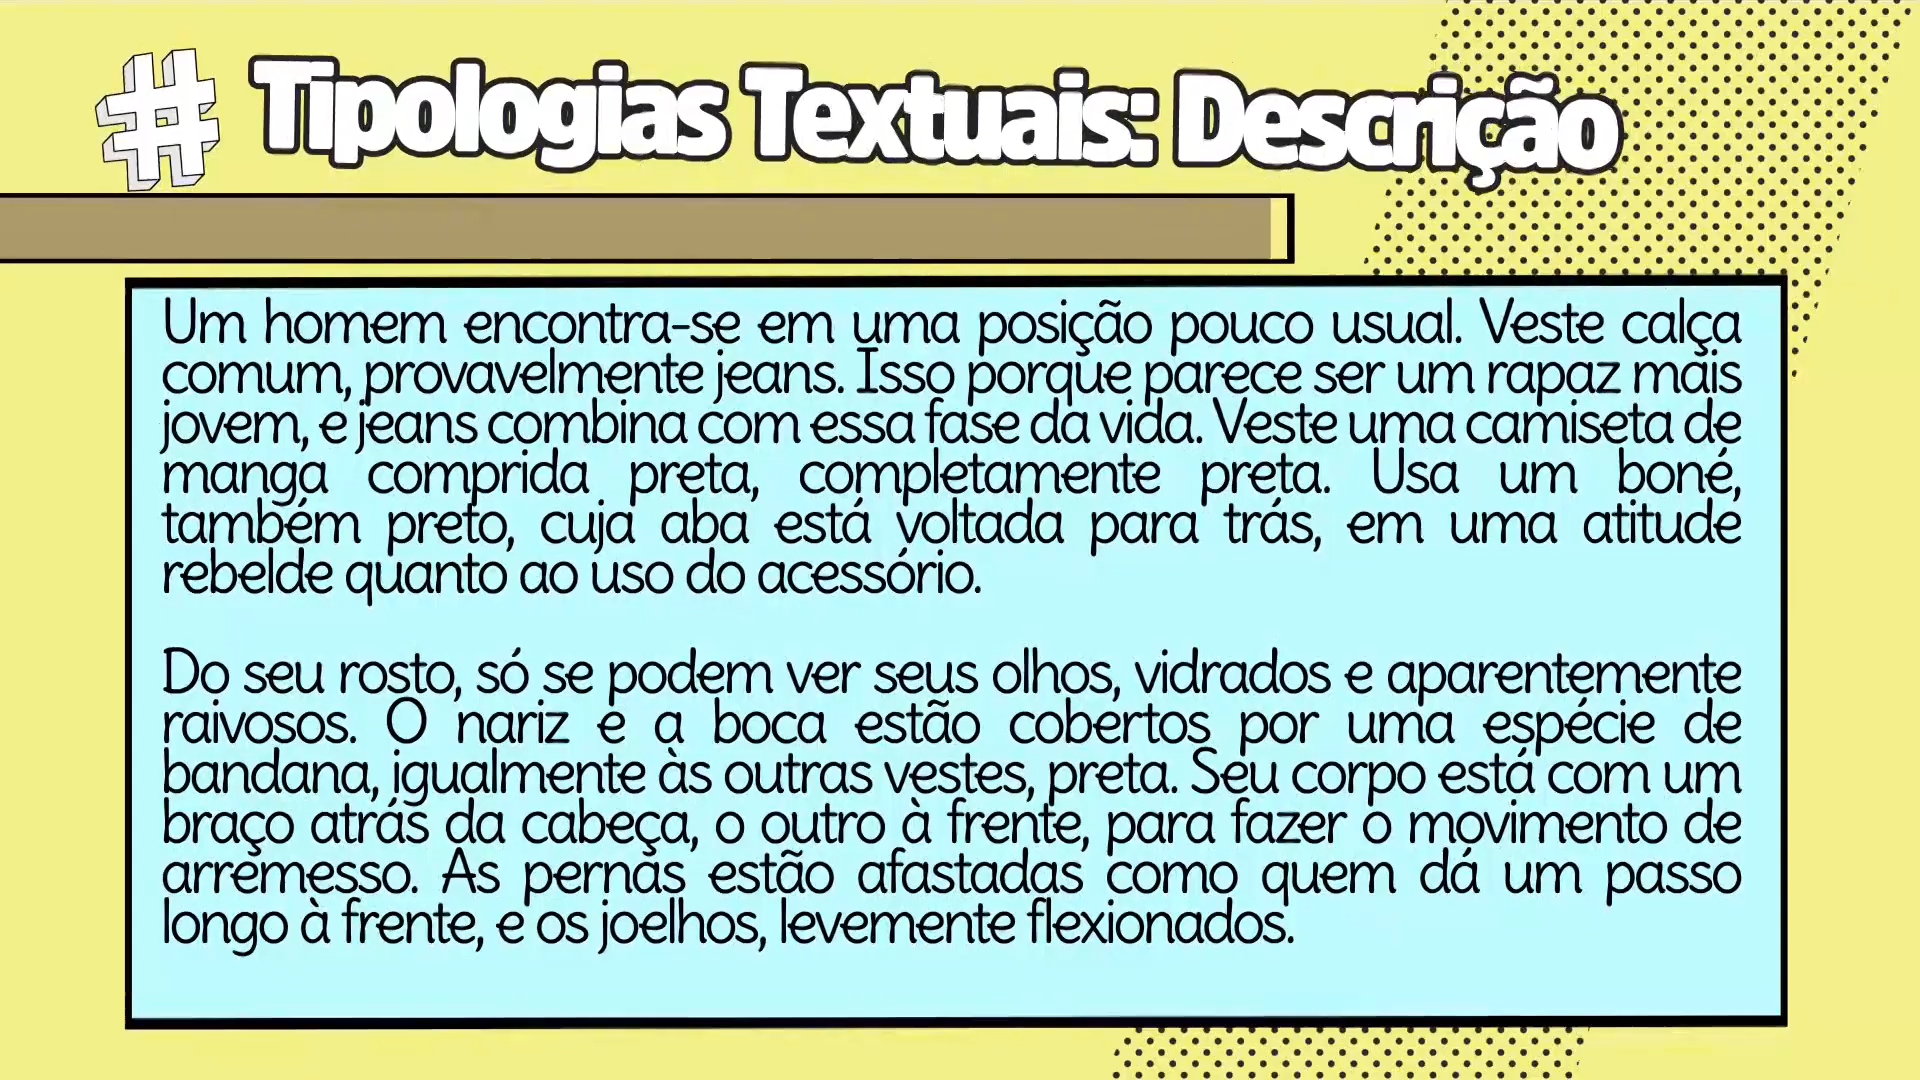 # Tipologias Textuais: Descrição
Um homem encontra-se em uma posição pouco usual. Veste calça
comum, provavelmente jeans. Isso porque parece ser um rapaz mais
jovem, e jeans combina com essa fase da vida. Veste uma camiseta de
manga comprida preta, completamente preta. Usa um boné,
também preto, cuja aba está voltada para trás, em uma atitude
rebelde quanto ao uso do acessório.
Do seu rosto, só se podem ver seus olhos, vidrados e aparentemente
raivosos. O nariz e a boca estão cobertos por uma espécie de
bandana, igualmente às outras vestes, preta. Seu corpo está com um
braço atrás da cabeça, o outro à frente, para fazer o movimento de
arremesso. As pernas estão afastadas como quem dá um passo
longo à frente, e os joelhos, levemente flexionados.